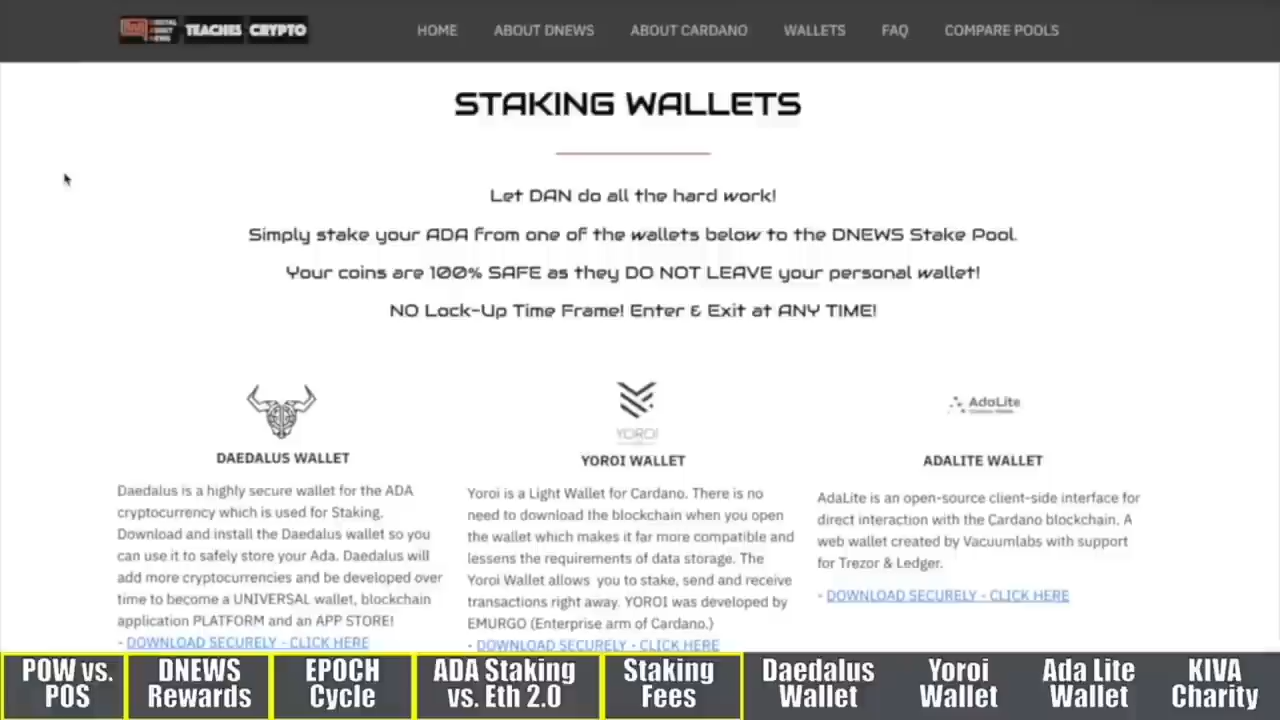 TEACHES CRYPTO
HOME ABOUT DNEWS ABOUT CARDANO WALLETS FAQ COMPARE POOLS
STAKING WALLETS
Let DAN do all the hard work!
Simply stake your ADA from one of the wallets below to the DNEWS Stake Pool.
Your coins are 100% SAFE as they DO NOT LEAVE your personal wallet!
NO Lock-Up Time Frame! Enter & Exit at ANY TIME!
DAEDALUS WALLET
Daedalus is a highly secure wallet for the ADA
cryptocurrency which is used for Staking.
Download and install the Daedalus wallet so you
can use it to safely store your Ada. Daedalus will
add more cryptocurrencies and be developed over
time to become a UNIVERSAL wallet, blockchain
application PLATFORM and an APP STORE!
- DOWNLOAD SECURELY - CLICK HERE
YOROI
YOROI WALLET
Yoroi is a Light Wallet for Cardano. There is no
need to download the blockchain when you open
the wallet which makes it far more compatible and
lessens the requirements of data storage. The
Yoroi Wallet allows you to stake, send and receive
transactions right away. YOROI was developed by
EMURGO (Enterprise arm of Cardano.)
- DOWNLOAD SECURELY - CLICK HERE
AdaLite
ADALITE WALLET
AdaLite is an open-source client-side interface for
direct interaction with the Cardano blockchain. A
web wallet created by Vacuumlabs with support
for Trezor & Ledger.
- DOWNLOAD SECURELY - CLICK HERE
POW vs.
POS
DNEWS
Rewards
EPOCH
Cycle
ADA Staking
vs. Eth 2.0
Staking
Fees
Daedalus
Wallet
Yoroi
Wallet
Ada Lite
Wallet
KIVA
Charity